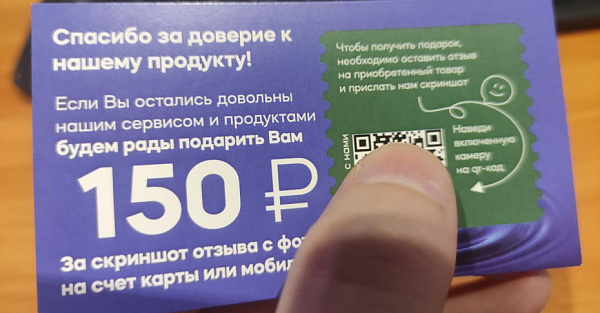 Спасибо за доверие к
нашему продукту!
Если Вы остались довольны
нашим сервисом и продуктами
будем рады подарить Вам
150 ₽
За скриншот отзыва с
на счет карты или
Чтобы получить подарок,
необходимо оставить отзыв
на приобретенный товар
и прислать нам скриншот
с нами
Наведи
включенную
камеру
на qr-код